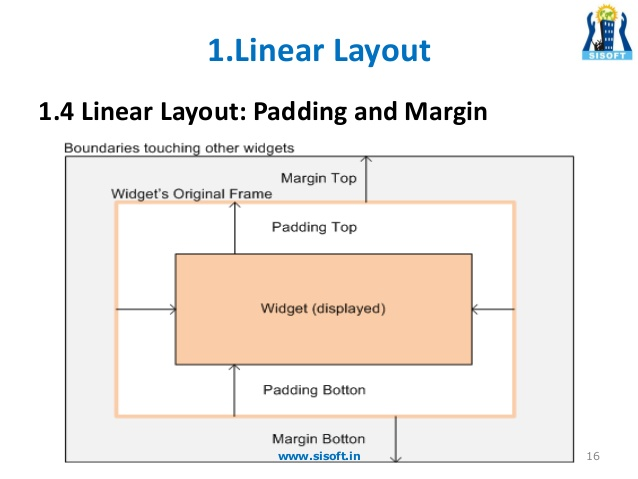 1.Linear Layout
SISOFT
1.4 Linear Layout: Padding and Margin
Boundaries touching other widgets
Margin Top
Widget's Original Frame
Padding Top
Widget (displayed)
Padding Botton
Margin Botton
www.sisoft.in
16